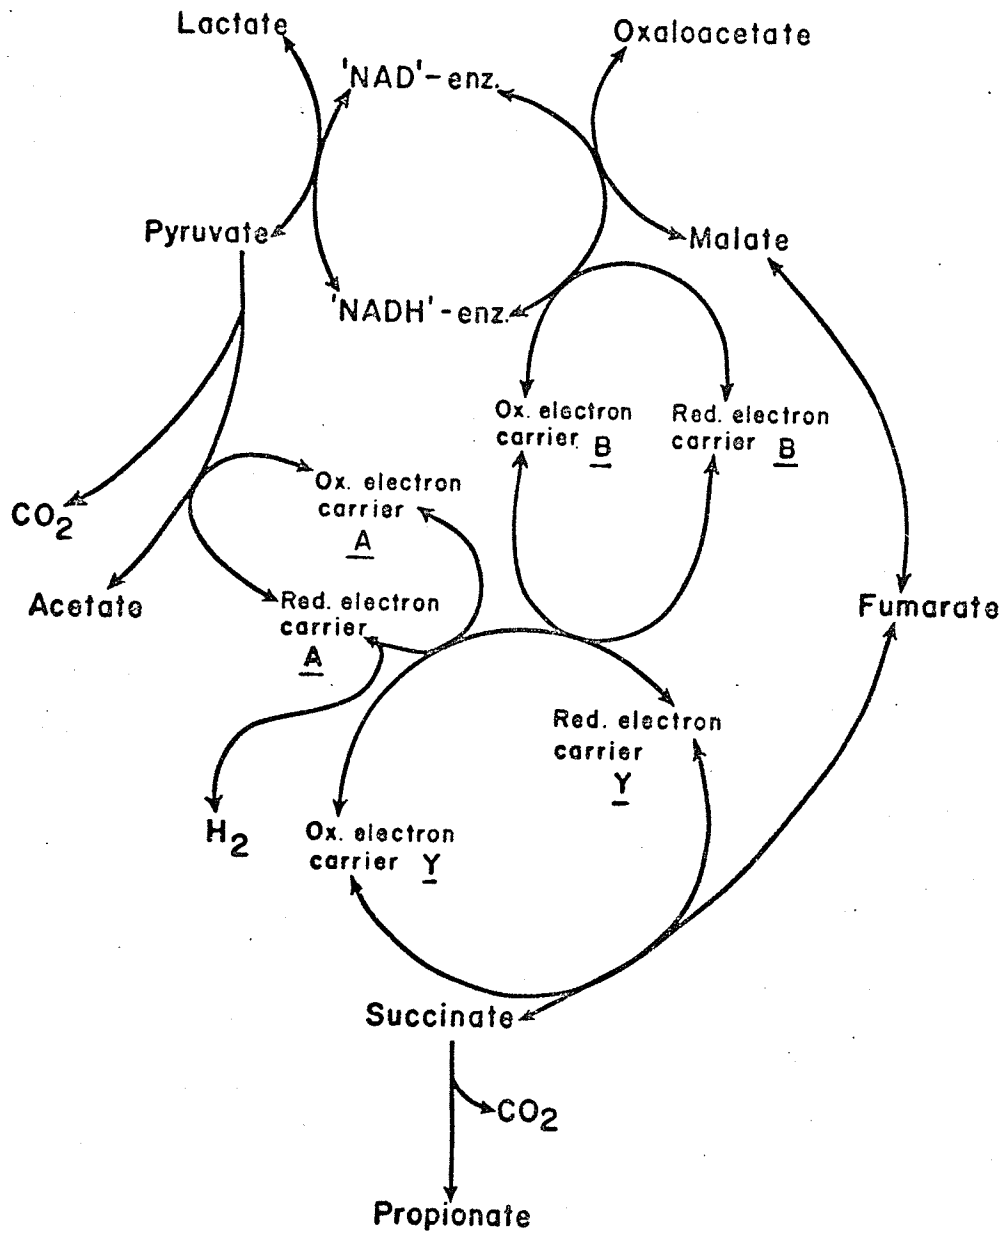 Lactate
Oxaloacetate
'NAD'-enz.
Pyruvate
Malate
'NADH'-enz.
Ox. electron
carrier B
Red. electron
carrier B
Ox. electron
carrier
A
CO2
Acetate
Red. electron
carrier
A
Fumarate
Red. electron
carrier
Y
H2
Ox. electron
carrier Y
Succinate
CO2
Propionate